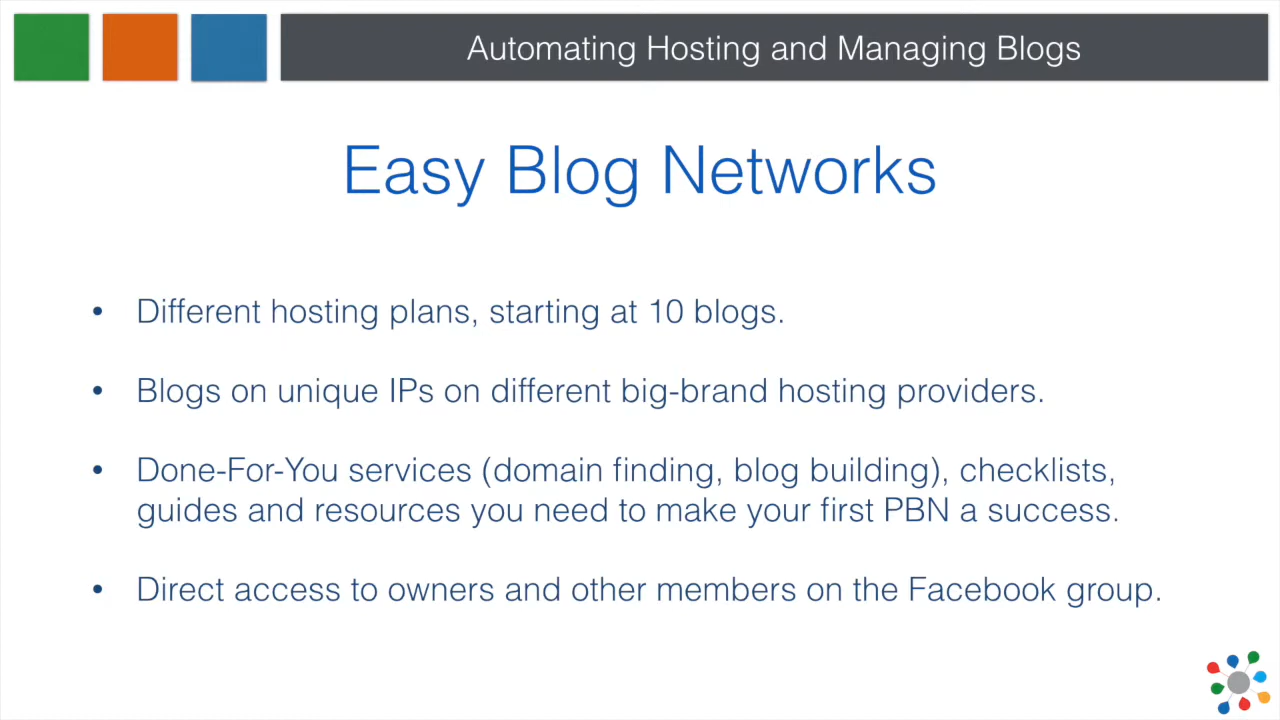 Automating Hosting and Managing Blogs
Easy Blog Networks
• Different hosting plans, starting at 10 blogs.
• Blogs on unique IPs on different big-brand hosting providers.
• Done-For-You services (domain finding, blog building), checklists,
guides and resources you need to make your first PBN a success.
• Direct access to owners and other members on the Facebook group.